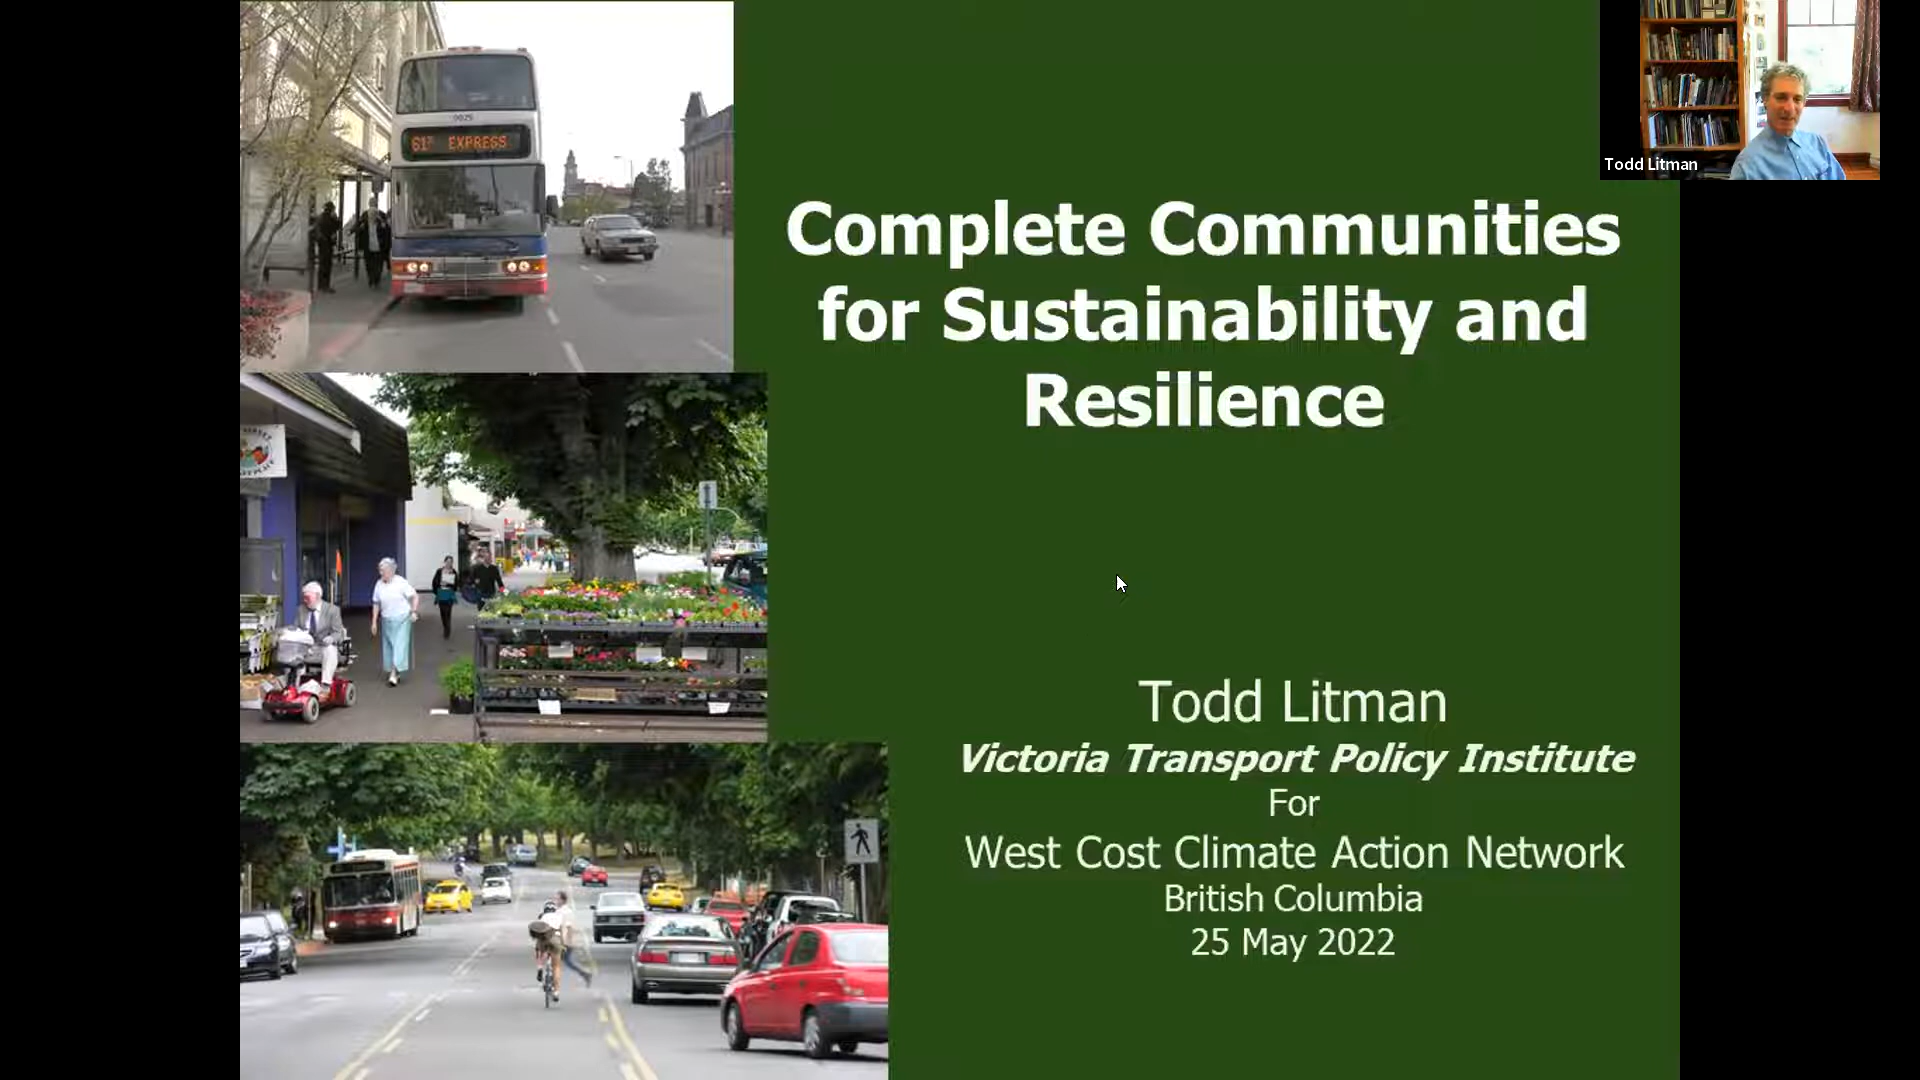 9025
61 EXPRESS
Todd Litman
Complete Communities
for Sustainability and
Resilience
Todd Litman
Victoria Transport Policy Institute
For
West Cost Climate Action Network
British Columbia
25 May 2022